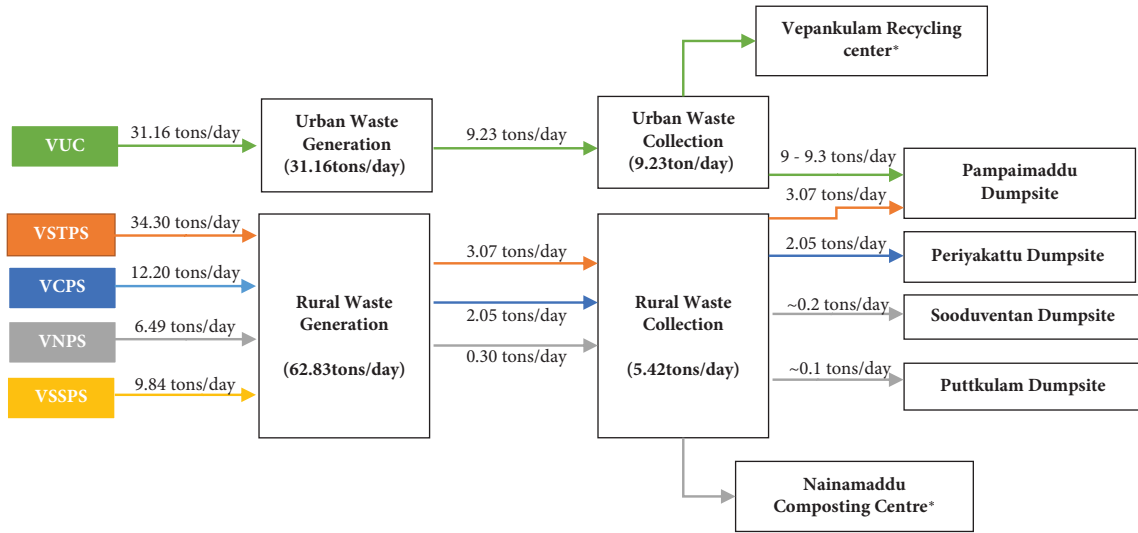 Vepankulam Recycling
center*
VUC
31.16 tons/day
Urban Waste
Generation
(31.16tons/day)
9.23 tons/day
Urban Waste
Collection
(9.23ton/day)
9 - 9.3 tons/day
Pampaimaddu
Dumpsite
3.07 tons/day
VSTPS
34.30 tons/day
VCPS
12.20 tons/day
VNPS
6.49 tons/day
VSSPS
9.84 tons/day
Rural Waste
Generation
(62.83tons/day)
3.07 tons/day
2.05 tons/day
0.30 tons/day
Rural Waste
Collection
(5.42tons/day)
2.05 tons/day
Periyakattu Dumpsite
~0.2 tons/day
Sooduventan Dumpsite
~0.1 tons/day
Puttkulam Dumpsite
Nainamaddu
Composting Centre*